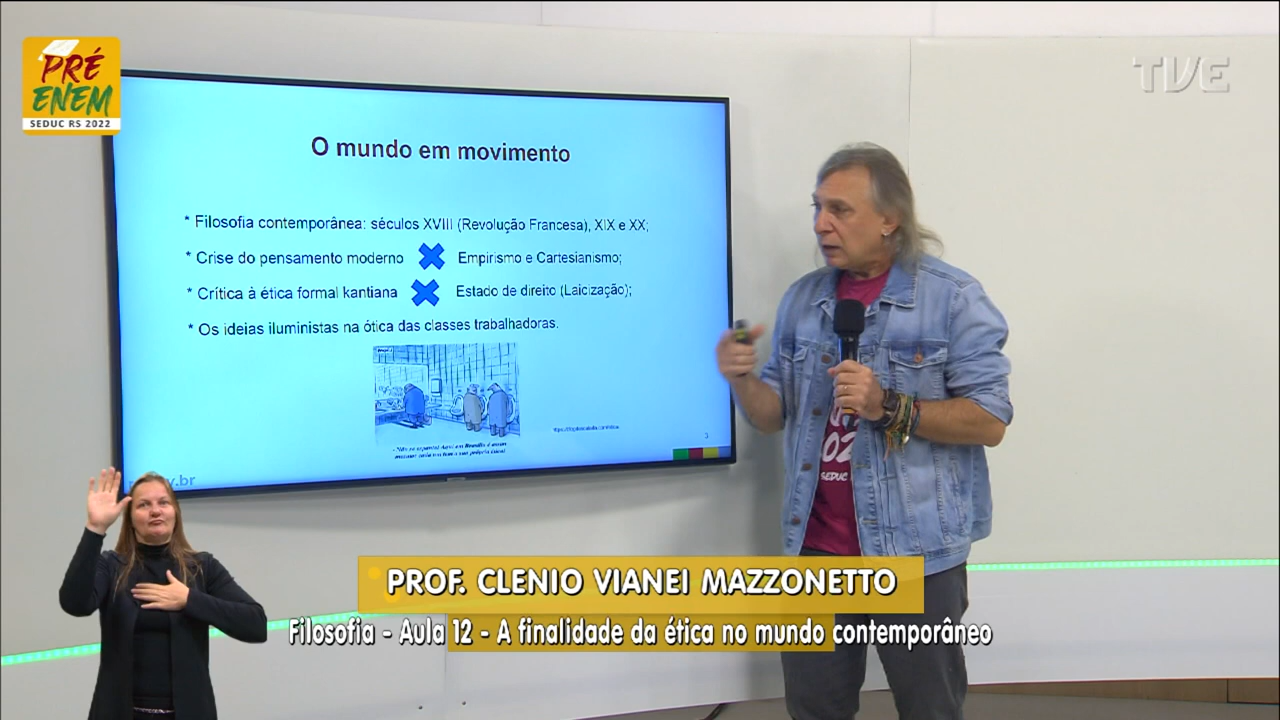 PRÉ
ENEM
SEDUC RS 2022
TVE
O mundo em movimento
* Filosofia contemporânea: séculos XVIII (Revolução Francesa), XIX e XX;
* Crise do pensamento moderno Empirismo e Cartesianismo;
* Crítica à ética formal kantiana Estado de direito (Laicização);
* Os ideias iluministas na ótica das classes trabalhadoras.
3
SEDUC
PROF. CLENIO VIANEI MAZZONETTO
Filosofia - Aula 12 - A finalidade da ética no mundo contemporâneo